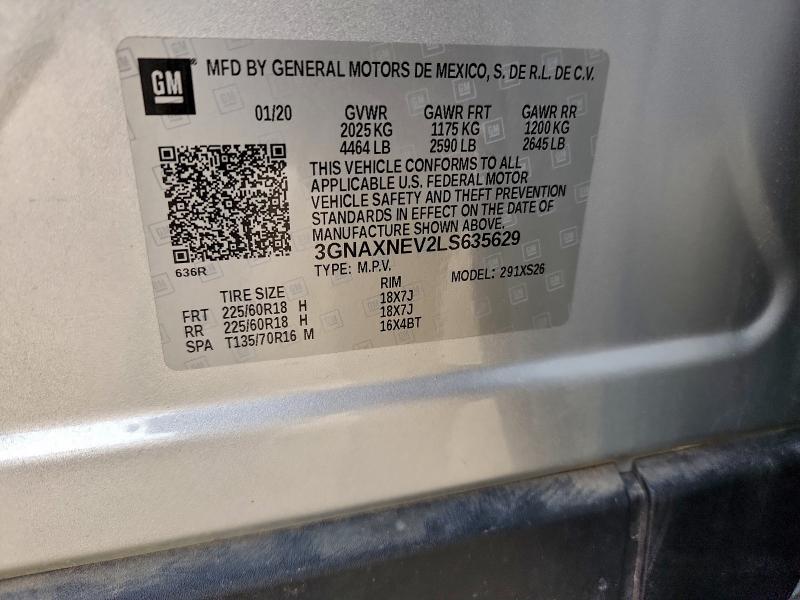 GM
MFD BY GENERAL MOTORS DE MEXICO, S. DE R.L. DE C.V.
01/20 GVWR GAWR FRT GAWR RR
2025 KG 1175 KG 1200 KG
4464 LB 2590 LB 2645 LB
THIS VEHICLE CONFORMS TO ALL
APPLICABLE U.S. FEDERAL MOTOR
VEHICLE SAFETY AND THEFT PREVENTION
STANDARDS IN EFFECT ON THE DATE OF
MANUFACTURE SHOWN ABOVE.
3GNAXNEV2LS635629
636R
TYPE: M.P.V. MODEL: 291XS26
TIRE SIZE RIM
FRT 225/60R18 H 18X7J
RR 225/60R18 H 18X7J
SPA T135/70R16 M 16X4BT